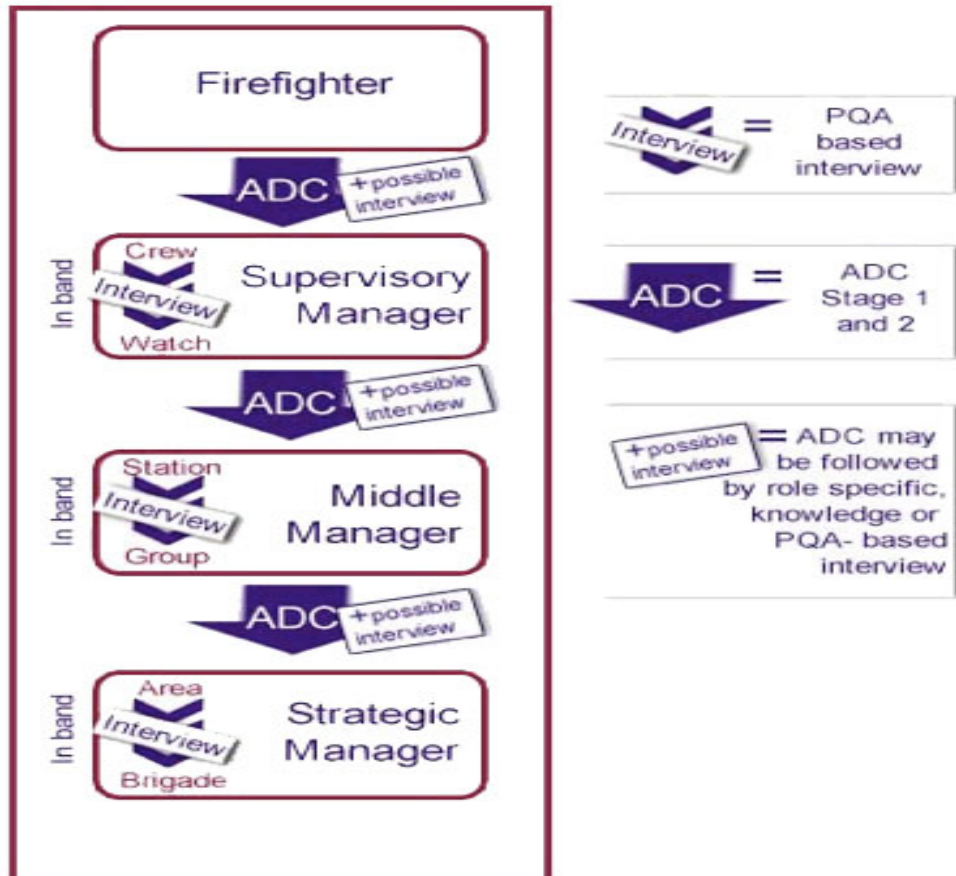 Firefighter
ADC
+possible
interview
In band
Crew
Interview
Watch
Supervisory
Manager
ADC
+possible
interview
In band
Station
Interview
Group
Middle
Manager
ADC
+possible
interview
In band
Area
Interview
Brigade
Strategic
Manager
Interview
=
PQA
based
interview
ADC
=
ADC
Stage 1
and 2
+possible
interview
= ADC may
be followed
by role specific,
knowledge or
PQA- based
interview